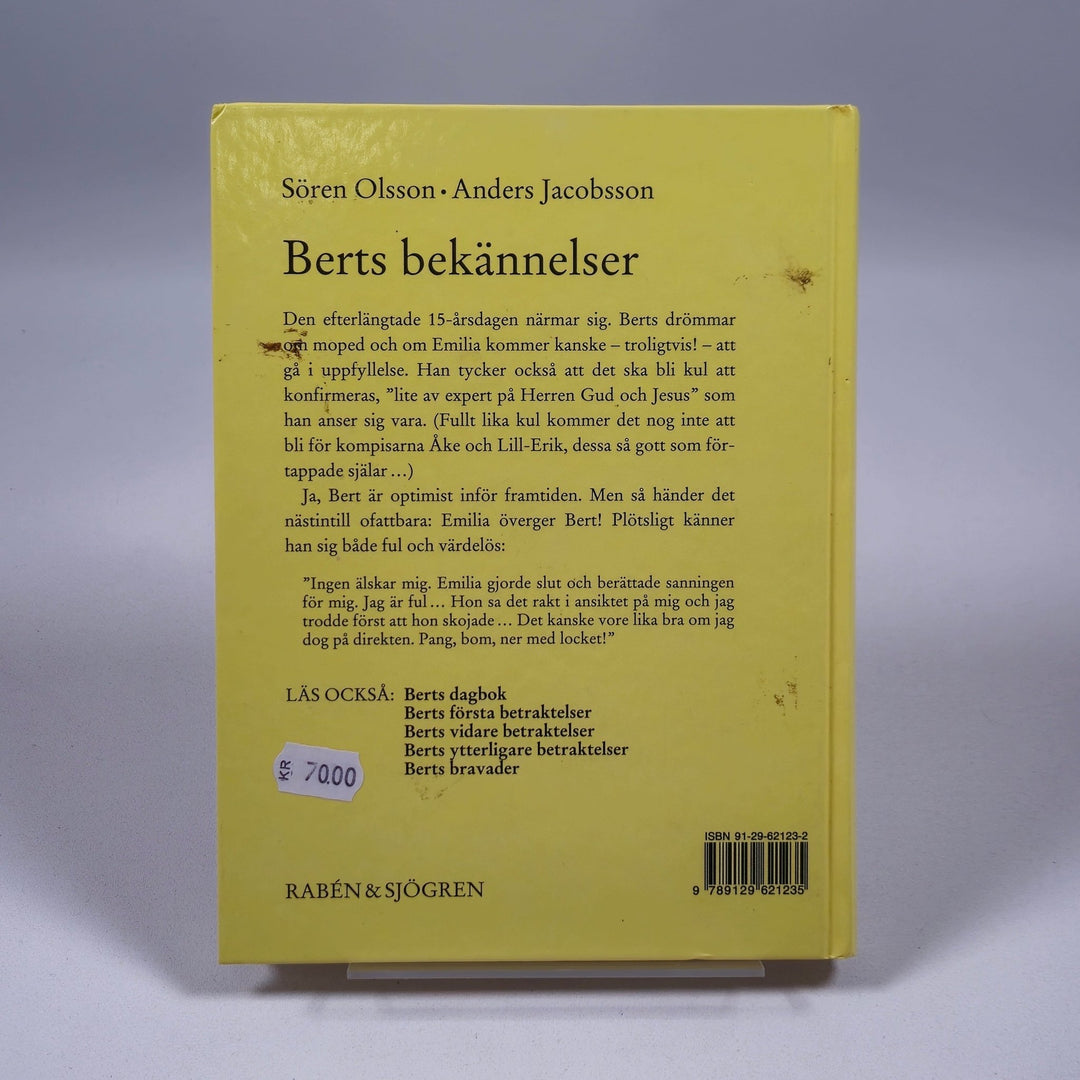 Sören Olsson • Anders Jacobsson
Berts bekännelser
Den efterlängtade 15-årsdagen närmar sig. Berts drömmar
om moped och om Emilia kommer kanske – troligtvis! – att
gå i uppfyllelse. Han tycker också att det ska bli kul att
konfirmeras, ”lite av expert på Herren Gud och Jesus” som
han anser sig vara. (Fullt lika kul kommer det nog inte att
bli för kompisarna Åke och Lill-Erik, dessa så gott som för-
tappade själar ...)
Ja, Bert är optimist inför framtiden. Men så händer det
nästintill ofattbara: Emilia överger Bert! Plötsligt känner
han sig både ful och värdelös:
”Ingen älskar mig. Emilia gjorde slut och berättade sanningen
för mig. Jag är ful ... Hon sa det rakt i ansiktet på mig och jag
trodde först att hon skojade ... Det kanske vore lika bra om jag
dog på direkten. Pang, bom, ner med locket!”
LÄS OCKSÅ: Berts dagbok
Berts första betraktelser
Berts vidare betraktelser
Berts ytterligare betraktelser
Berts bravader
KR 70.00
ISBN 91-29-62123-2
9 789129 621235
RABÉN & SJÖGREN